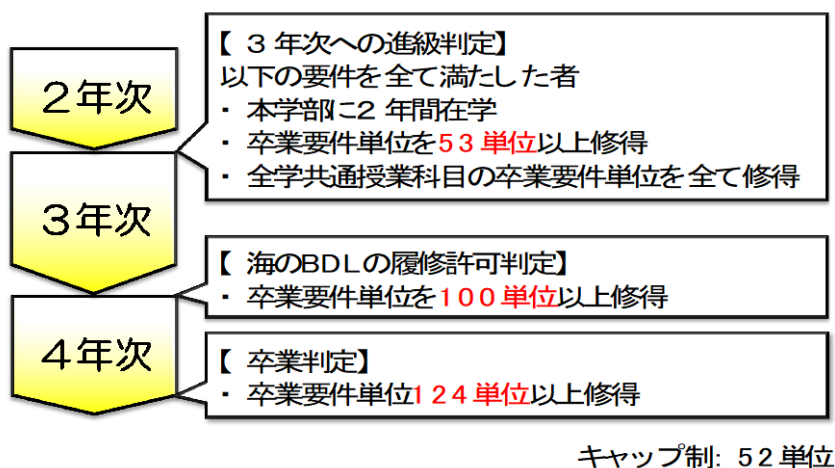 ２年次
【 ３年次への進級判定】
以下の要件を全て満たした者
・ 本学部に２年間在学
・ 卒業要件単位を５３単位以上修得
・ 全学共通授業科目の卒業要件単位を全て修得
３年次
【 海のBDLの履修許可判定】
・ 卒業要件単位を１００単位以上修得
４年次
【 卒業判定】
・ 卒業要件単位１２４単位以上修得
キャップ制: ５２単位